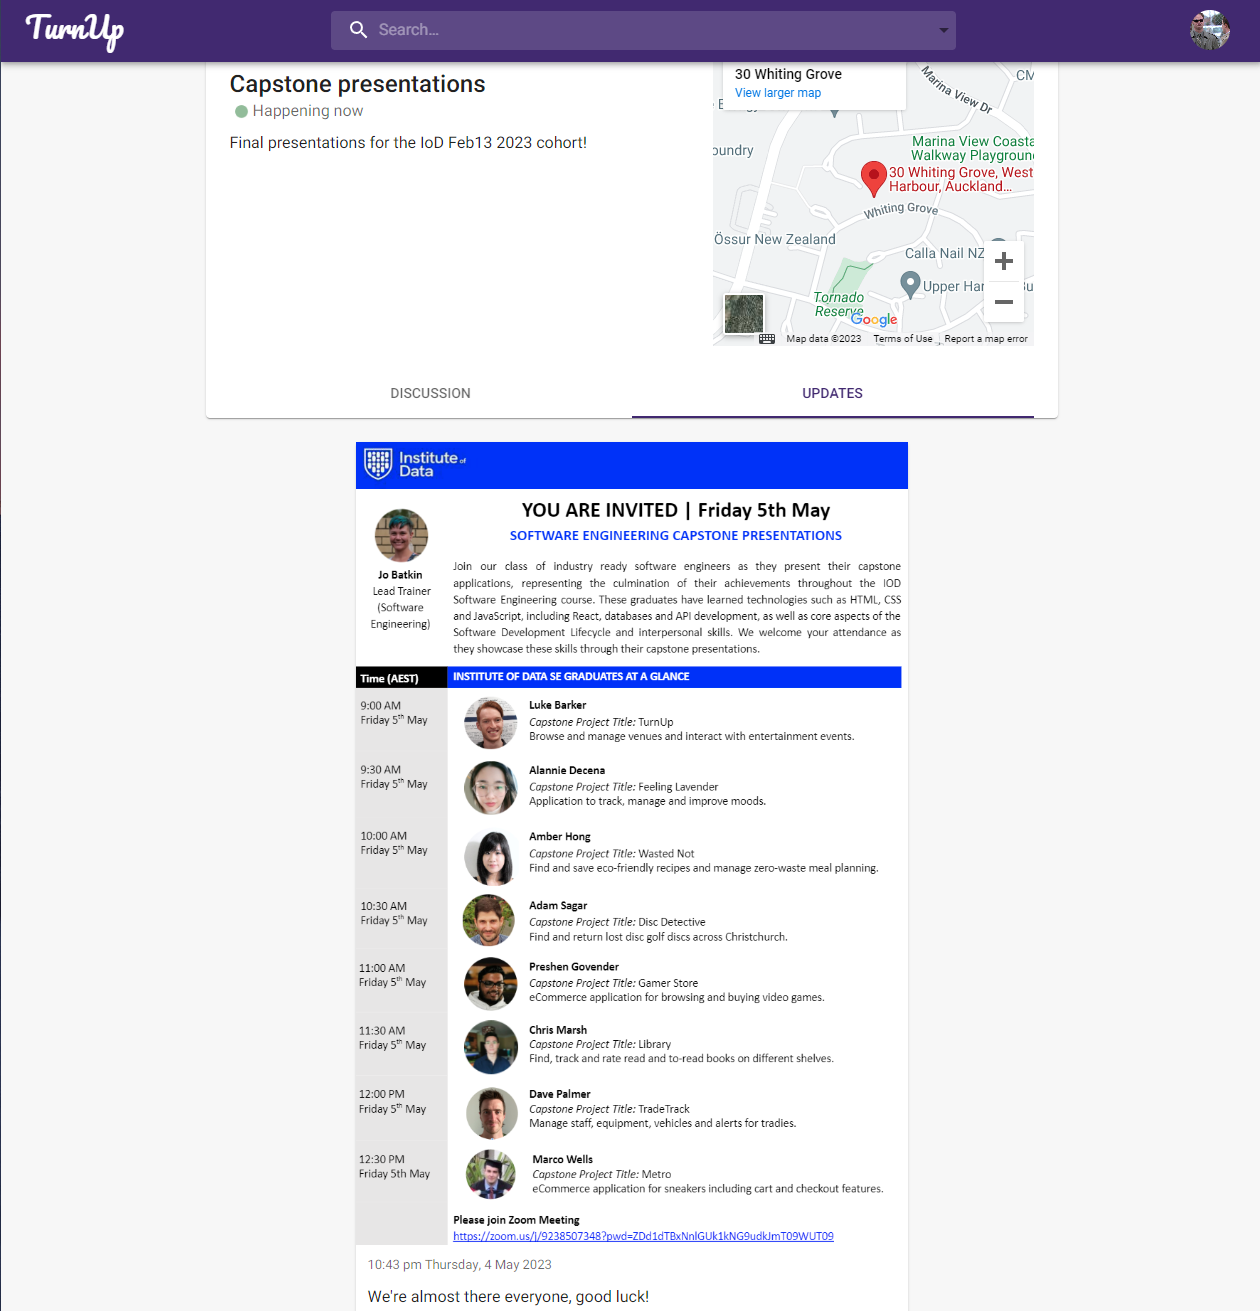 TurnUp
Search...
Capstone presentations
Happening now
Final presentations for the IoD Feb13 2023 cohort!
30 Whiting Grove
View larger map
Marina View Dr
CM
oundry
Marina View Coasta
Walkway Playgroun
30 Whiting Grove, West
Harbour, Auckland...
Whiting Grove
Össur New Zealand
Calla Nail NZ
Upper Har
Bu
Tornado
Reserve
Google
Map data ©2023 Terms of Use Report a map error
DISCUSSION
UPDATES
Institute of
Data
YOU ARE INVITED | Friday 5th May
SOFTWARE ENGINEERING CAPSTONE PRESENTATIONS
Jo Batkin
Lead Trainer
(Software
Engineering)
Join our class of industry ready software engineers as they present their capstone
applications, representing the culmination of their achievements throughout the IOD
Software Engineering course. These graduates have learned technologies such as HTML, CSS
and JavaScript, including React, databases and API development, as well as core aspects of the
Software Development Lifecycle and interpersonal skills. We welcome your attendance as
they showcase these skills through their capstone presentations.
Time (AEST)
INSTITUTE OF DATA SE GRADUATES AT A GLANCE
9:00 AM
Friday 5th May
Luke Barker
Capstone Project Title: TurnUp
Browse and manage venues and interact with entertainment events.
9:30 AM
Friday 5th May
Alannie Decena
Capstone Project Title: Feeling Lavender
Application to track, manage and improve moods.
10:00 AM
Friday 5th May
Amber Hong
Capstone Project Title: Wasted Not
Find and save eco-friendly recipes and manage zero-waste meal planning.
10:30 AM
Friday 5th May
Adam Sagar
Capstone Project Title: Disc Detective
Find and return lost disc golf discs across Christchurch.
11:00 AM
Friday 5th May
Preshen Govender
Capstone Project Title: Gamer Store
eCommerce application for browsing and buying video games.
11:30 AM
Friday 5th May
Chris Marsh
Capstone Project Title: Library
Find, track and rate read and to-read books on different shelves.
12:00 PM
Friday 5th May
Dave Palmer
Capstone Project Title: TradeTrack
Manage staff, equipment, vehicles and alerts for tradies.
12:30 PM
Friday 5th May
Marco Wells
Capstone Project Title: Metro
eCommerce application for sneakers including cart and checkout features.
Please join Zoom Meeting
https://zoom.us/j/9238507348?pwd=ZDd1dTBxNnlGUk1kNG9udkJmT09WUT09
10:43 pm Thursday, 4 May 2023
We're almost there everyone, good luck!